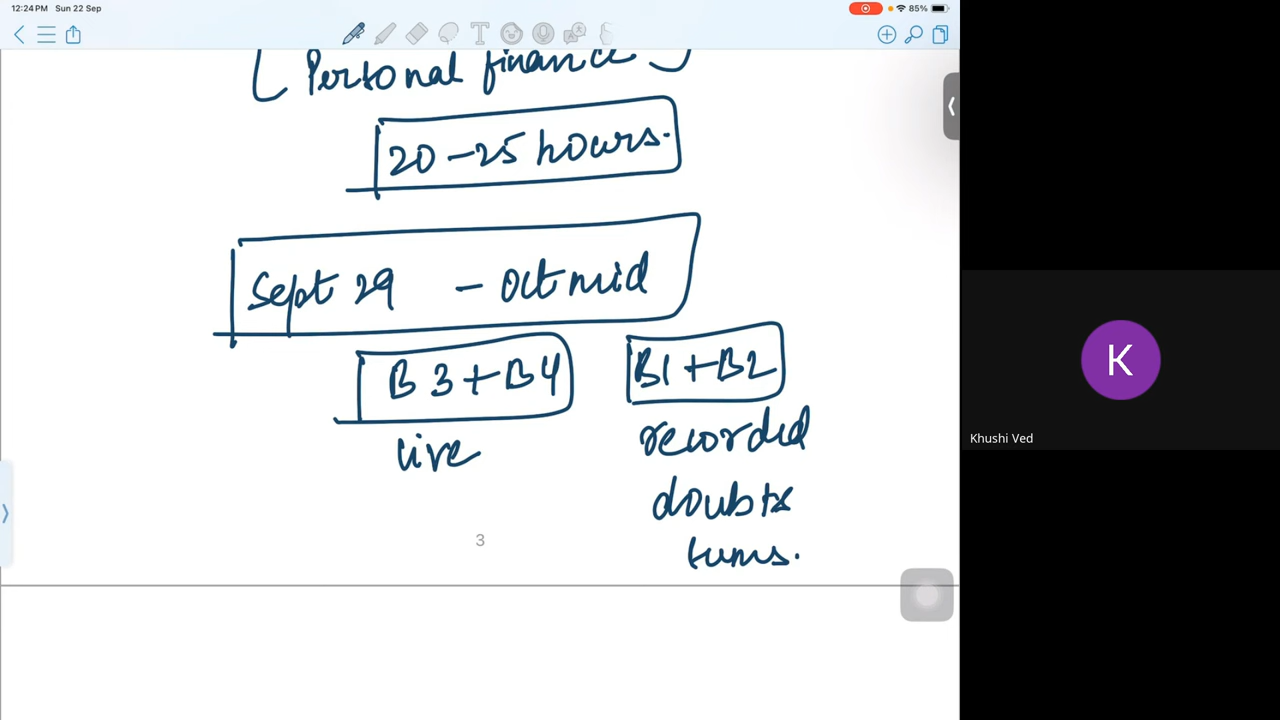 12:24 PM Sun 22 Sep 85%
Personal finance
20-25 hours.
Sept 29 - Oct mid
B3+B4 B1+B2
live recorded
doubts
3
K
Khushi Ved